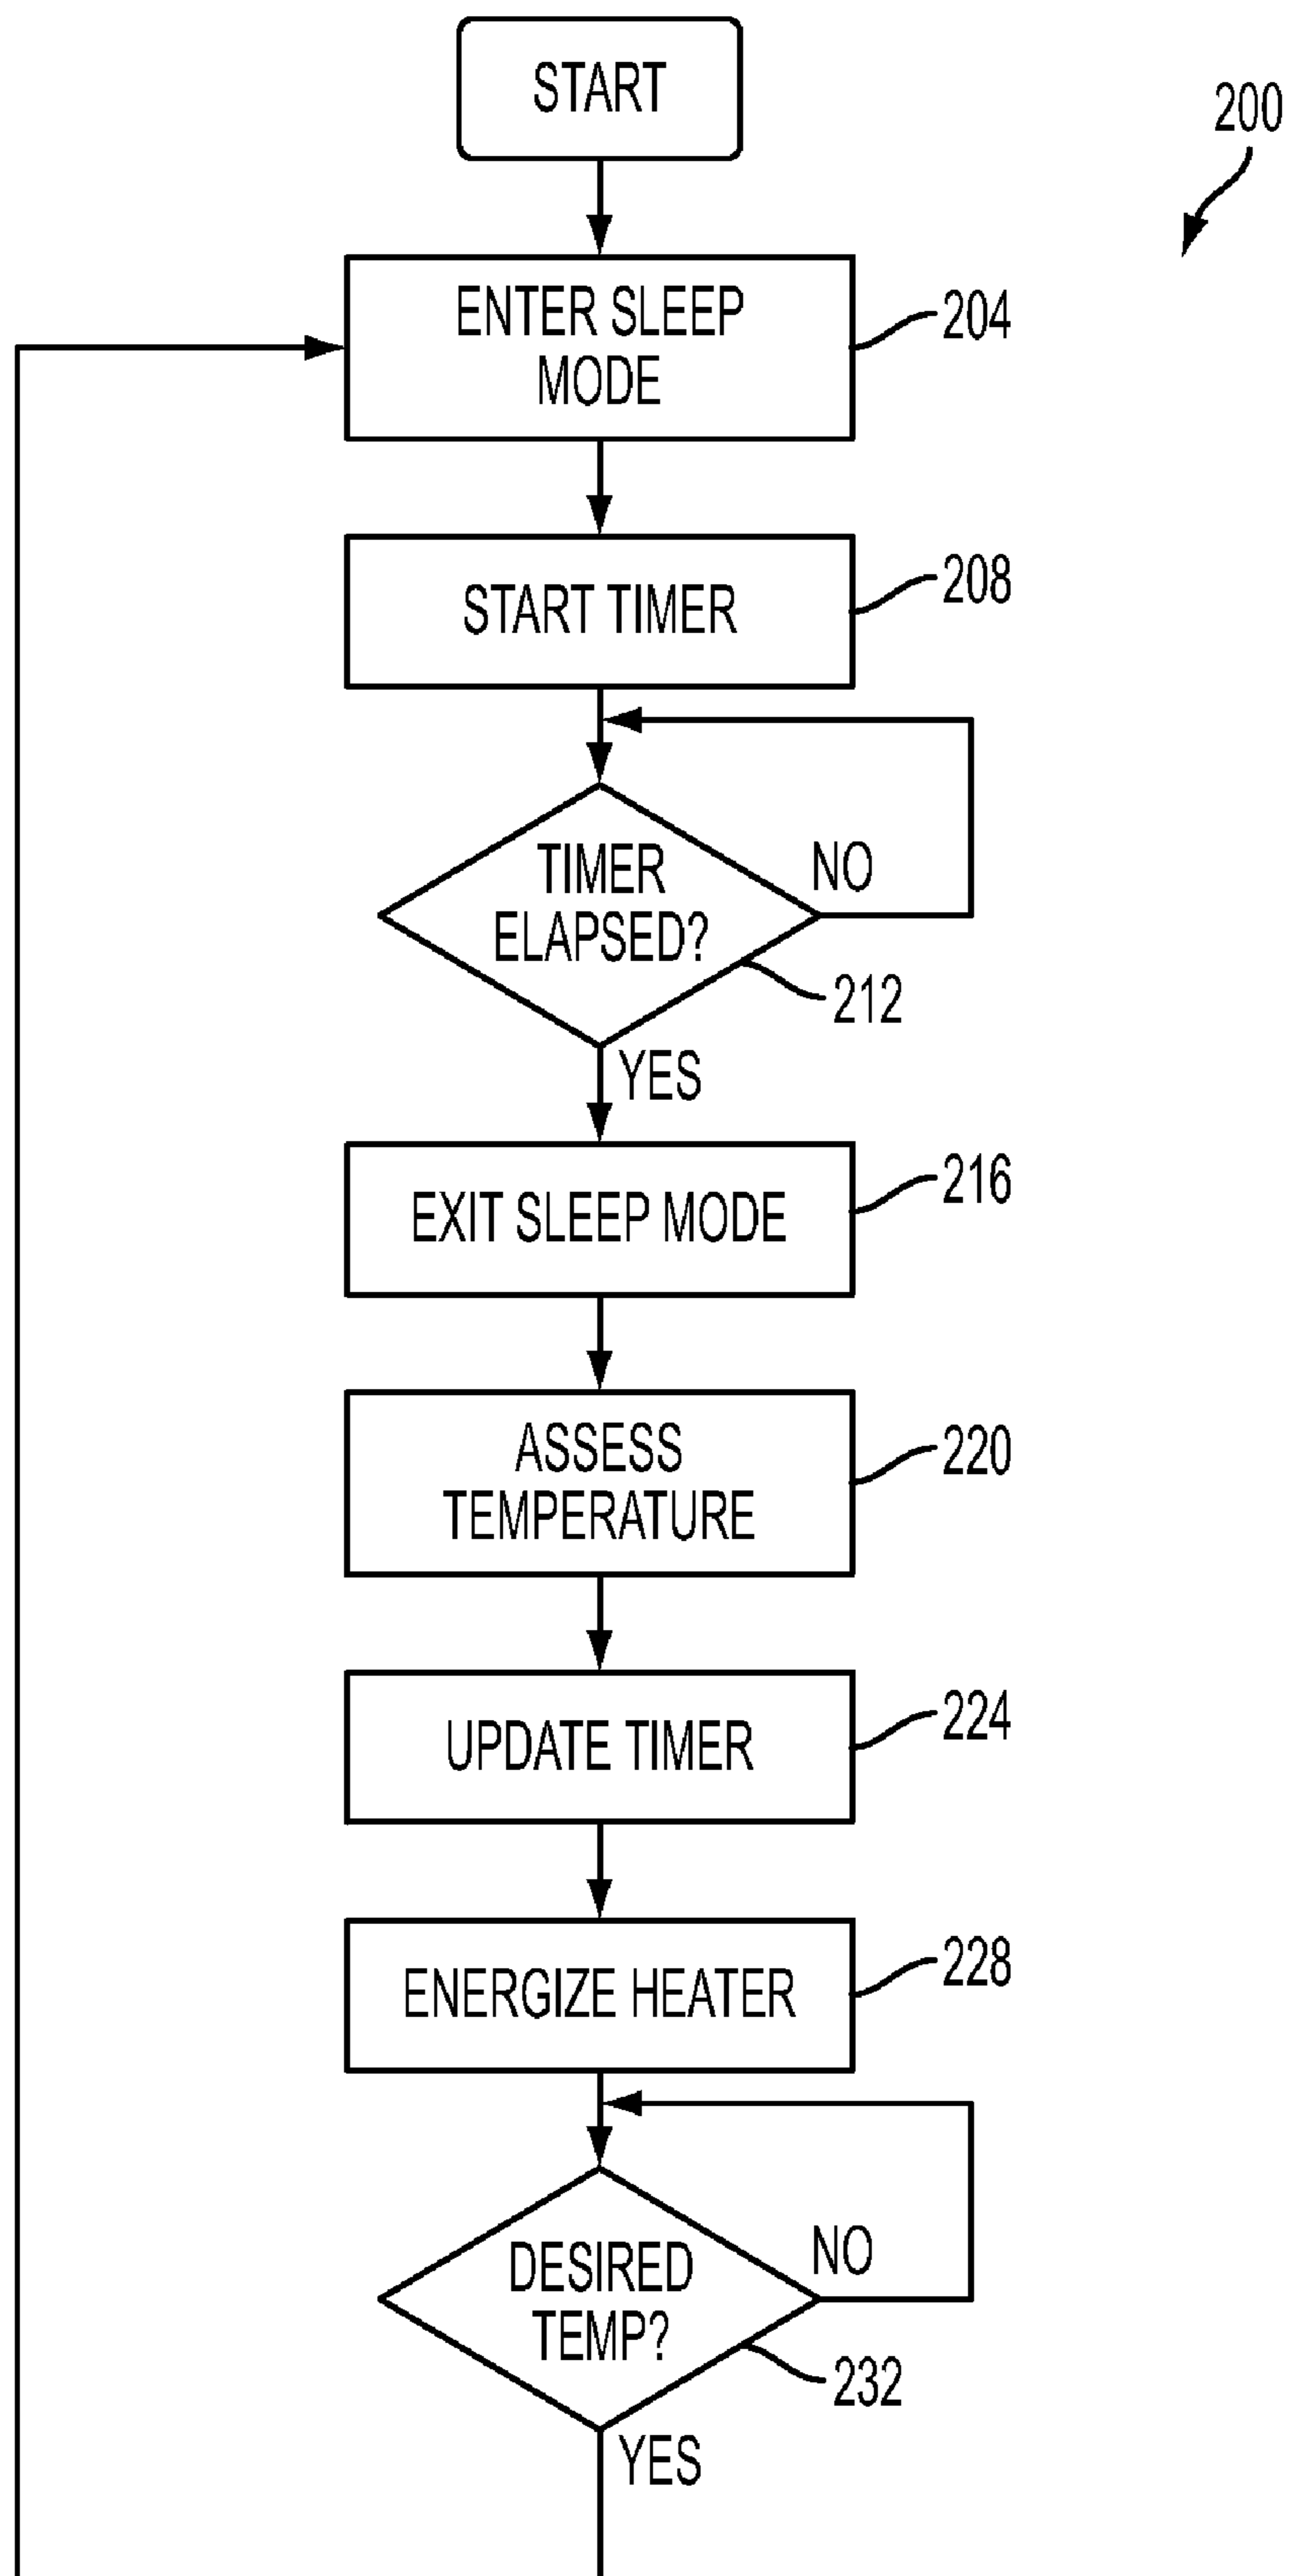 START
200
ENTER SLEEP
MODE
204
START TIMER
208
TIMER
ELAPSED?
NO
212
YES
EXIT SLEEP MODE
216
ASSESS
TEMPERATURE
220
UPDATE TIMER
224
ENERGIZE HEATER
228
DESIRED
TEMP?
NO
232
YES